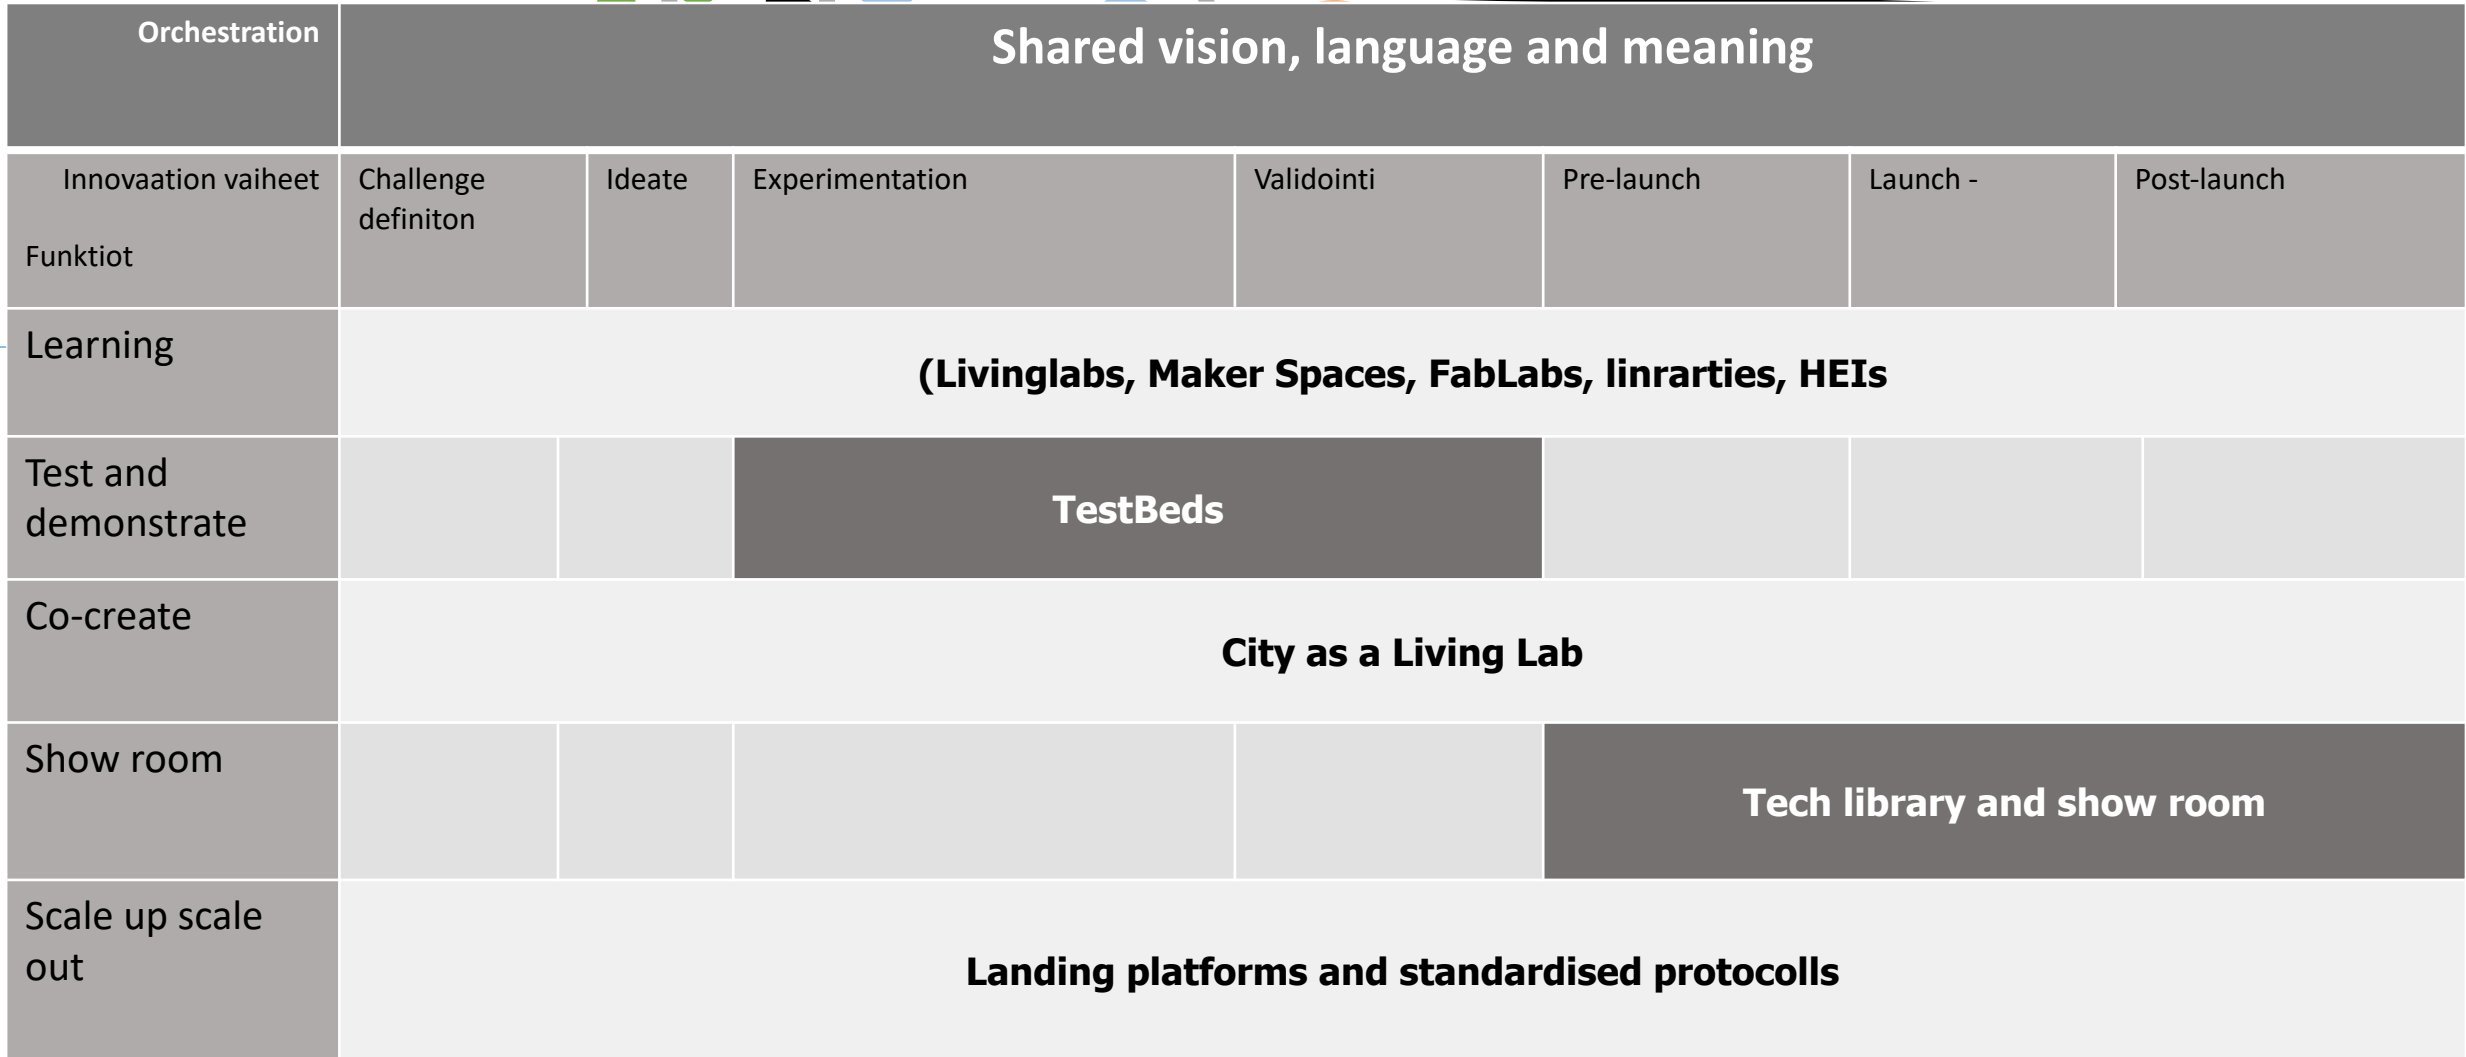 Orchestration
Shared vision, language and meaning
Innovaation vaiheet
Funktiot
Challenge
definiton
Ideate
Experimentation
Validointi
Pre-launch
Launch -
Post-launch
Learning
(Livinglabs, Maker Spaces, FabLabs, linrarties, HEIs
Test and
demonstrate
TestBeds
Co-create
City as a Living Lab
Show room
Tech library and show room
Scale up scale
out
Landing platforms and standardised protocolls